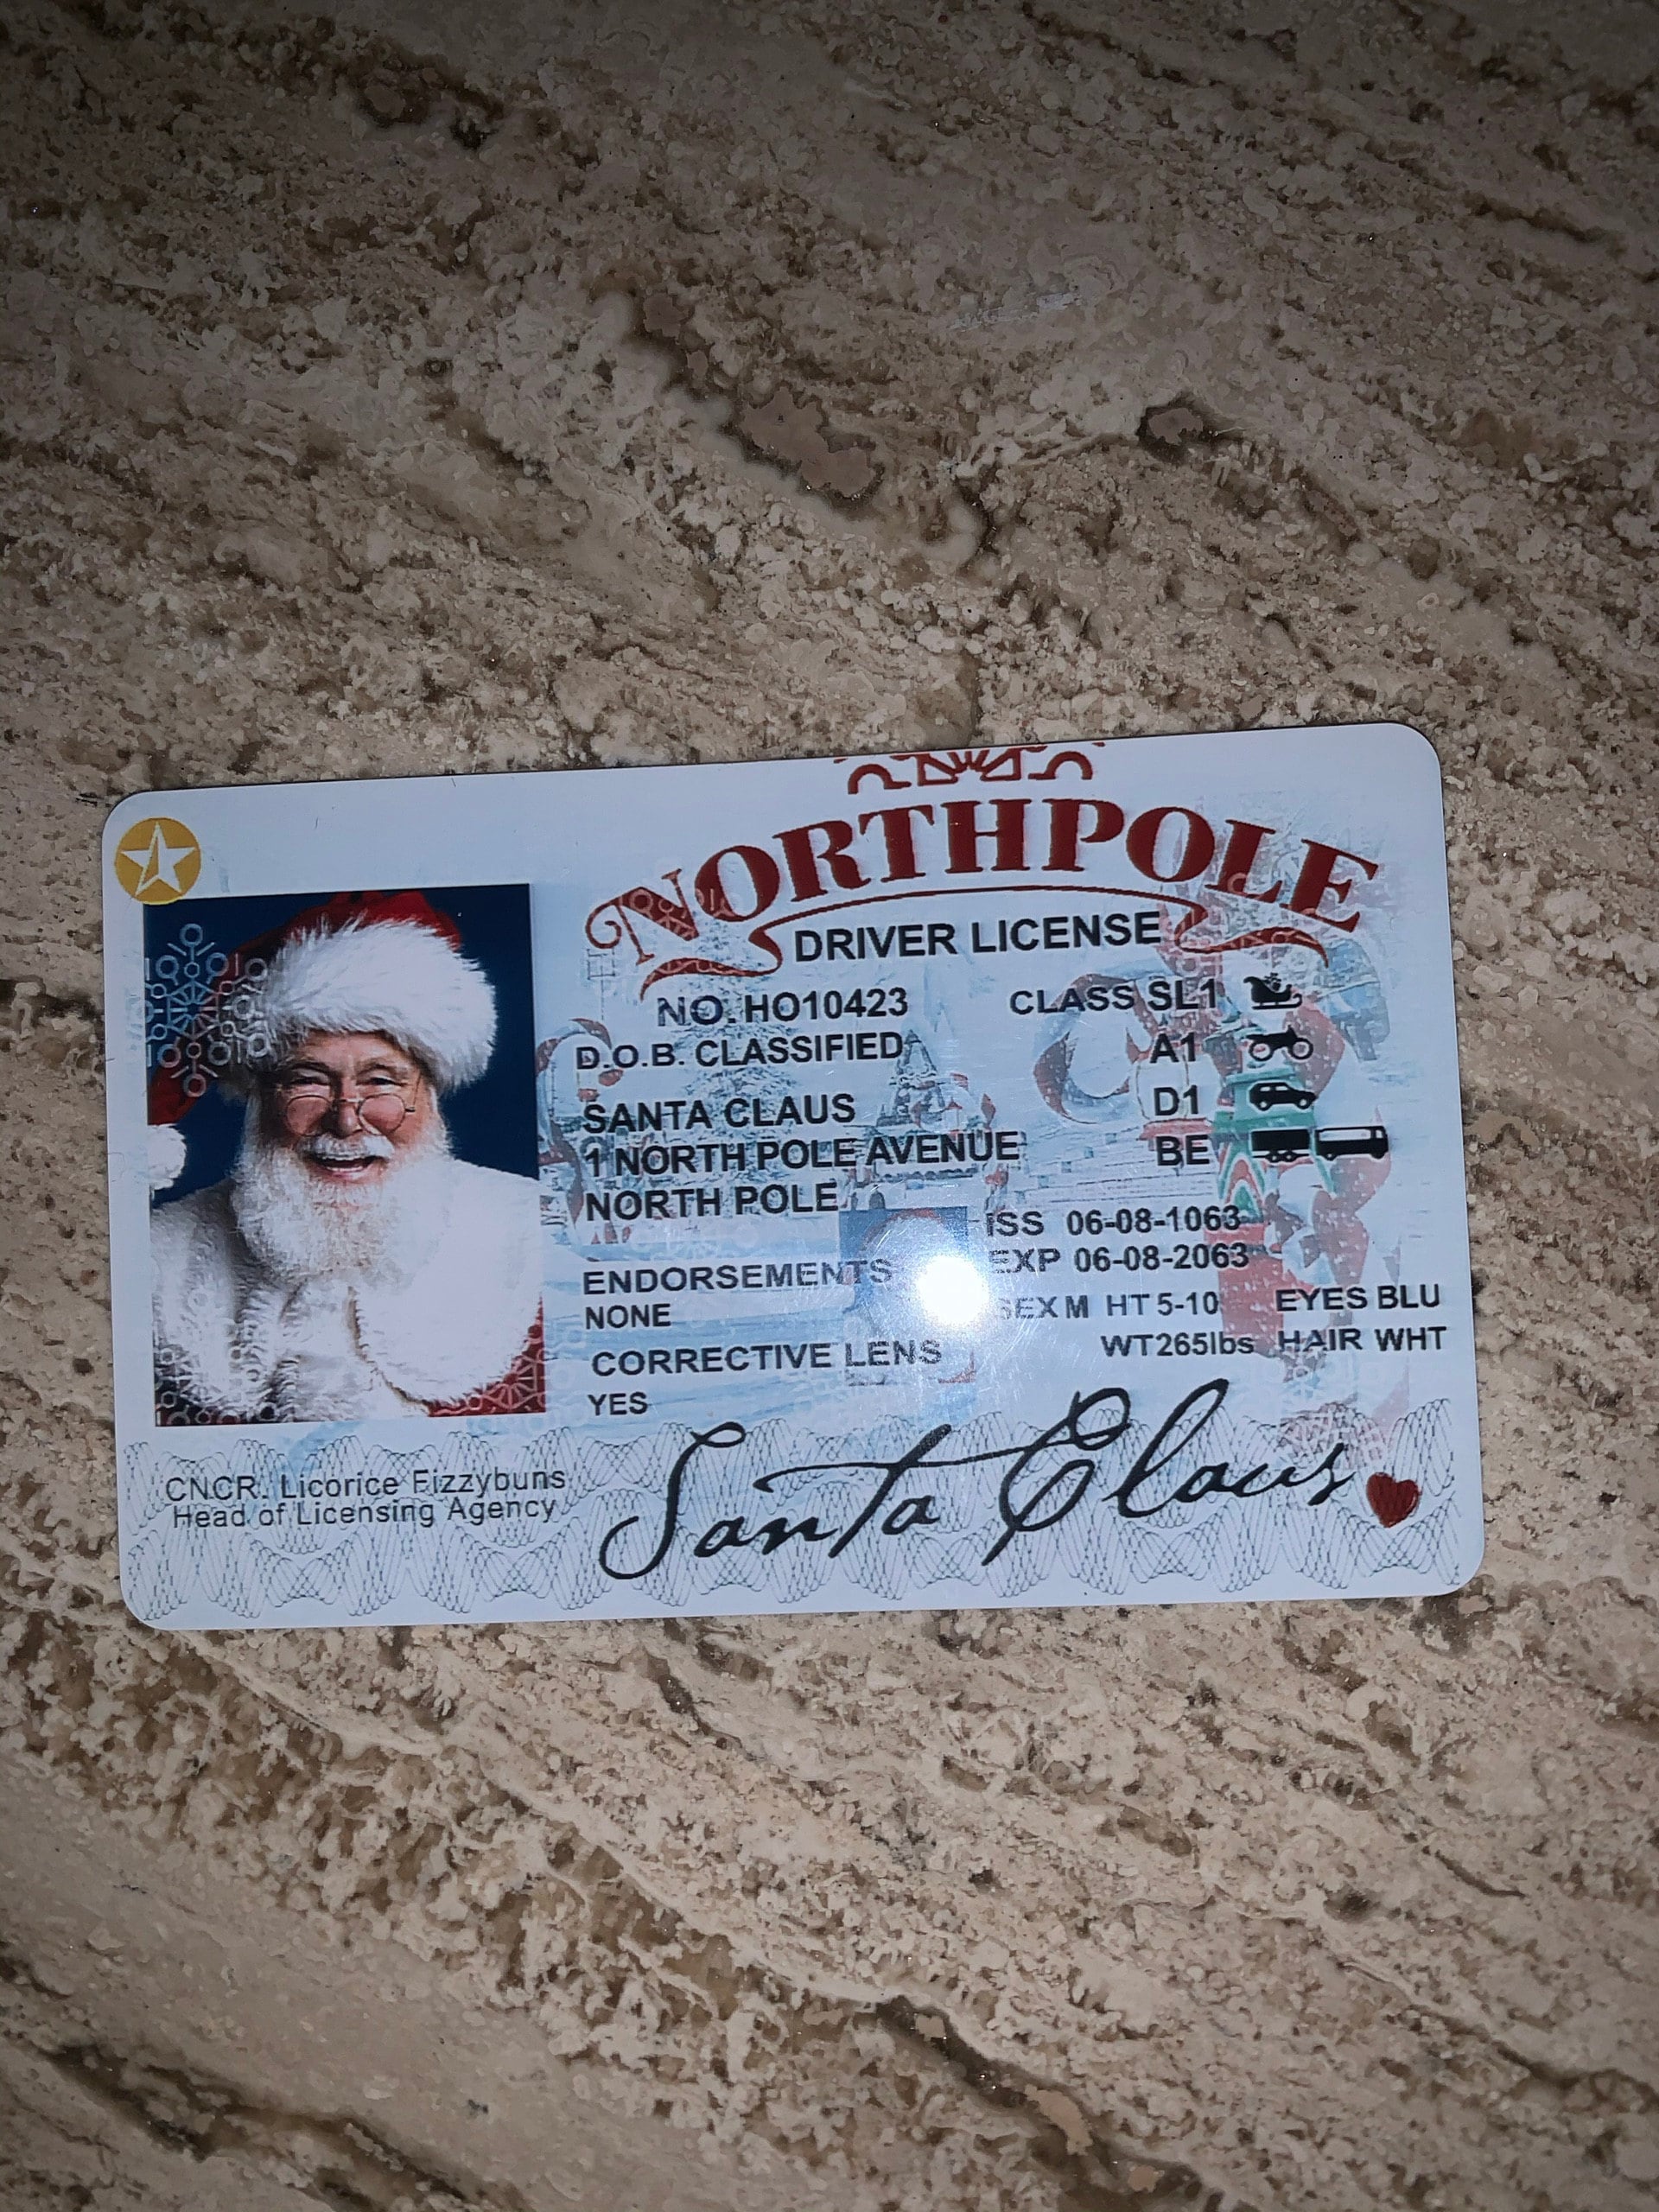 NORTHPOLE
DRIVER LICENSE
NO. HO10423
CLASS SL1
D.O.B. CLASSIFIED
A1
SANTA CLAUS
D1
1 NORTH POLE AVENUE
BE
NORTH POLE
ISS 06-08-1063
EXP 06-08-2063
ENDORSEMENTS
NONE
SEX M HT 5-10 EYES BLU
WT265lbs HAIR WHT
CORRECTIVE LENS
YES
CNCR. Licorice Fizzybuns
Head of Licensing Agency
Santa Claus